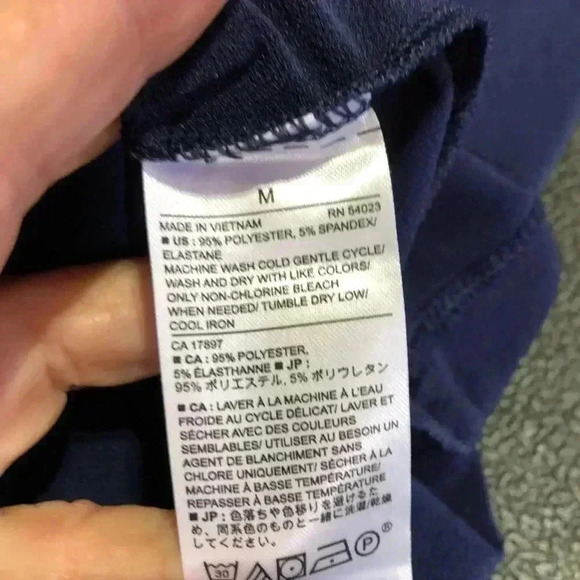 M
MADE IN VIETNAM RN 54023
■ US : 95% POLYESTER, 5% SPANDEX/
ELASTANE
MACHINE WASH COLD GENTLE CYCLE/
WASH AND DRY WITH LIKE COLORS/
ONLY NON-CHLORINE BLEACH
WHEN NEEDED/ TUMBLE DRY LOW/
COOL IRON
CA 17897
■ CA : 95% POLYESTER,
5% ÉLASTHANNE ■ JP :
95% ポリエステル, 5% ポリウレタン
■ CA : LAVER À LA MACHINE À L'EAU
FROIDE AU CYCLE DÉLICAT/ LAVER ET
SÉCHER AVEC DES COULEURS
SEMBLABLES/ UTILISER AU BESOIN UN
AGENT DE BLANCHIMENT SANS
CHLORE UNIQUEMENT/ SÉCHER
MACHINE À BASSE TEMPÉRATURE/
REPASSER À BASSE TEMPÉRATURE
■ JP : 色落ちや色移りを避けるた
め、同系色のものと一緒に洗濯/乾燥
してください。
30 P